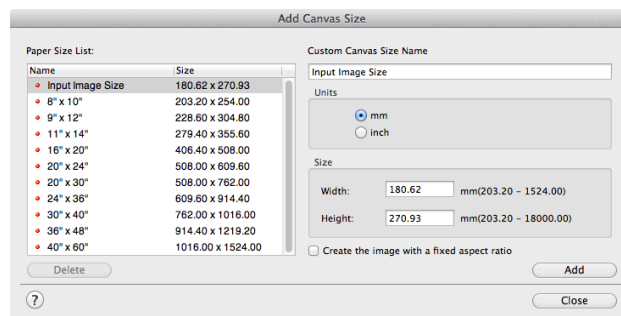 Add Canvas Size
Paper Size List:
Name Size
Input Image Size 180.62 x 270.93
8" x 10" 203.20 x 254.00
9" x 12" 228.60 x 304.80
11" x 14" 279.40 x 355.60
16" x 20" 406.40 x 508.00
20" x 24" 508.00 x 609.60
20" x 30" 508.00 x 762.00
24" x 36" 609.60 x 914.40
30" x 40" 762.00 x 1016.00
36" x 48" 914.40 x 1219.20
40" x 60" 1016.00 x 1524.00
Delete
Custom Canvas Size Name
Input Image Size
Units
mm
inch
Size
Width: 180.62 mm(203.20 - 1524.00)
Height: 270.93 mm(203.20 - 18000.00)
Create the image with a fixed aspect ratio
Add
?
Close